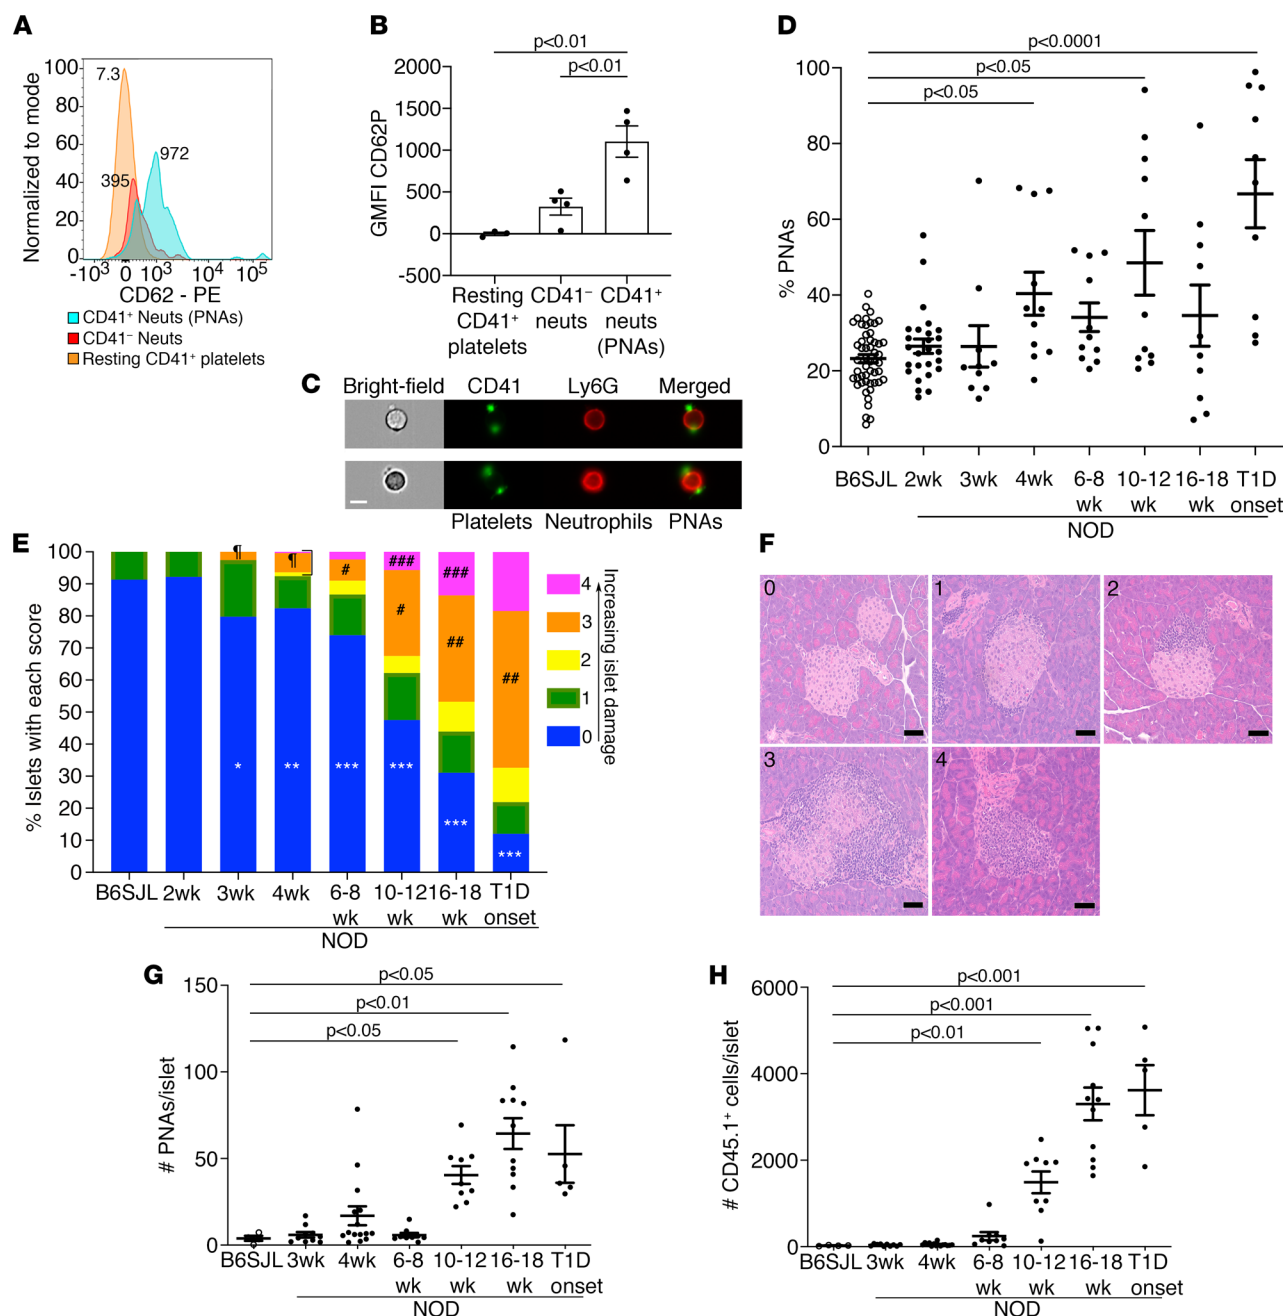 A
Normalized to mode
100
80
60
40
20
0
7.3
395
972
-10³ 0 10³ 10⁴ 10⁵
CD62 - PE
CD41⁺ Neuts (PNAs)
CD41⁻ Neuts
Resting CD41⁺ platelets
B
GMFI CD62P
2000
1500
1000
500
0
-500
p<0.01
p<0.01
Resting CD41⁺ platelets
CD41⁻ neuts
CD41⁺ neuts (PNAs)
C
Bright-field CD41 Ly6G Merged
Platelets Neutrophils PNAs
D
% PNAs
100
80
60
40
20
0
p<0.0001
p<0.05
p<0.05
B6SJL 2wk 3wk 4wk 6-8 wk 10-12 wk 16-18 wk T1D onset
NOD
E
% Islets with each score
100
90
80
70
60
50
40
30
20
10
0
¶ ¶ # ### ###
# ## ##
* ** *** *** *** ***
4
3
2
1
0
Increasing islet damage
B6SJL 2wk 3wk 4wk 6-8 wk 10-12 wk 16-18 wk T1D onset
NOD
F
0 1 2
3 4
G
# PNAs/islet
150
100
50
0
p<0.05
p<0.01
p<0.05
B6SJL 3wk 4wk 6-8 wk 10-12 wk 16-18 wk T1D onset
NOD
H
# CD45.1⁺ cells/islet
6000
4000
2000
0
p<0.001
p<0.001
p<0.01
B6SJL 3wk 4wk 6-8 wk 10-12 wk 16-18 wk T1D onset
NOD